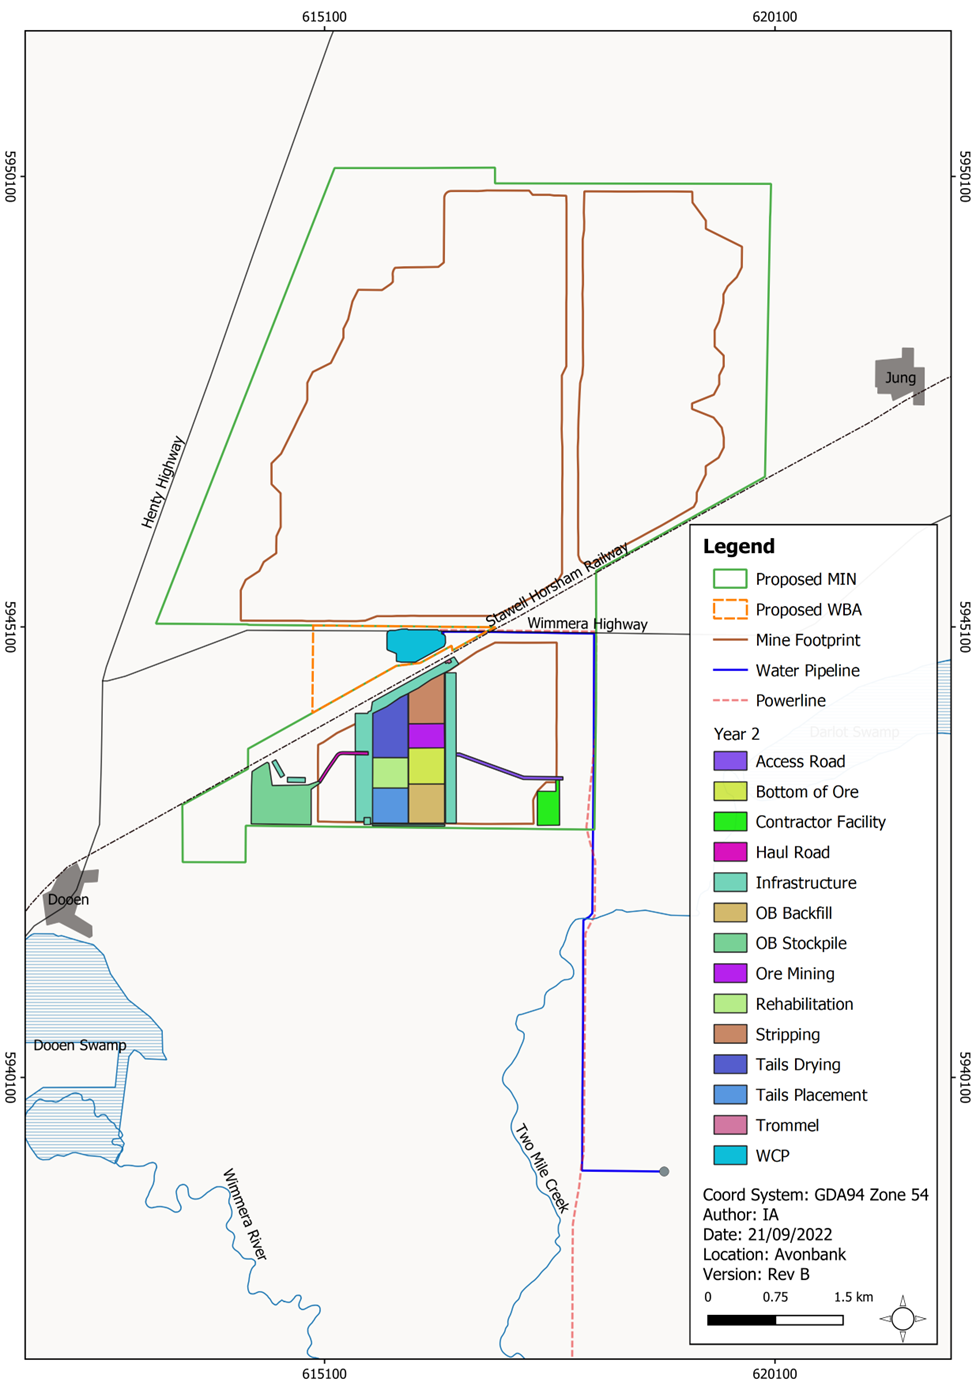 615100
620100
5950100
5950100
Jung
Henty Highway
Stawell Horsham Railway
Wimmera Highway
5945100
5945100
Legend
Proposed MIN
Proposed WBA
Mine Footprint
Water Pipeline
Powerline
Year 2
Darlot Swamp
Access Road
Bottom of Ore
Contractor Facility
Haul Road
Infrastructure
OB Backfill
OB Stockpile
Ore Mining
Rehabilitation
Stripping
Tails Drying
Tails Placement
Trommel
WCP
Dooen
Dooen Swamp
5940100
5940100
Two Mile Creek
Wimmera River
Coord System: GDA94 Zone 54
Author: IA
Date: 21/09/2022
Location: Avonbank
Version: Rev B
0 0.75 1.5 km
615100
620100